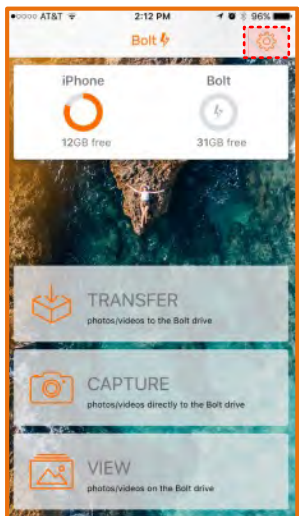 AT&T 2:12 PM 96%
Bolt
iPhone Bolt
12GB free 31GB free
TRANSFER
photos/videos to the Bolt drive
CAPTURE
photos/videos directly to the Bolt drive
VIEW
photos/videos on the Bolt drive